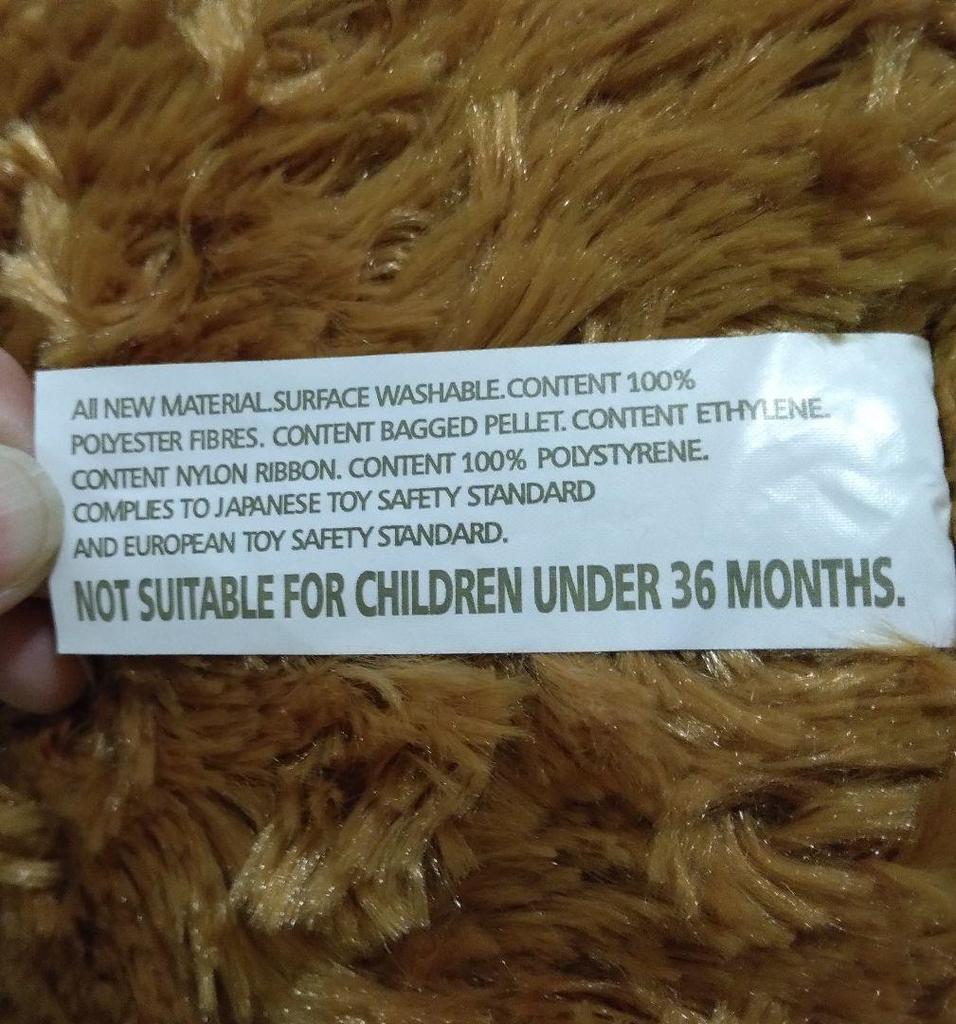 All NEW MATERIAL.SURFACE WASHABLE.CONTENT 100%
POLYESTER FIBRES. CONTENT BAGGED PELLET. CONTENT ETHYLENE.
CONTENT NYLON RIBBON. CONTENT 100% POLYSTYRENE.
COMPLIES TO JAPANESE TOY SAFETY STANDARD
AND EUROPEAN TOY SAFETY STANDARD.
NOT SUITABLE FOR CHILDREN UNDER 36 MONTHS.